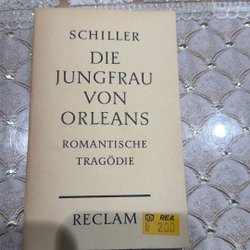 SCHILLER
DIE
JUNGFRAU
VON
ORLEANS
ROMANTISCHE
TRAGÖDIE
RECLAM
REA
2.00